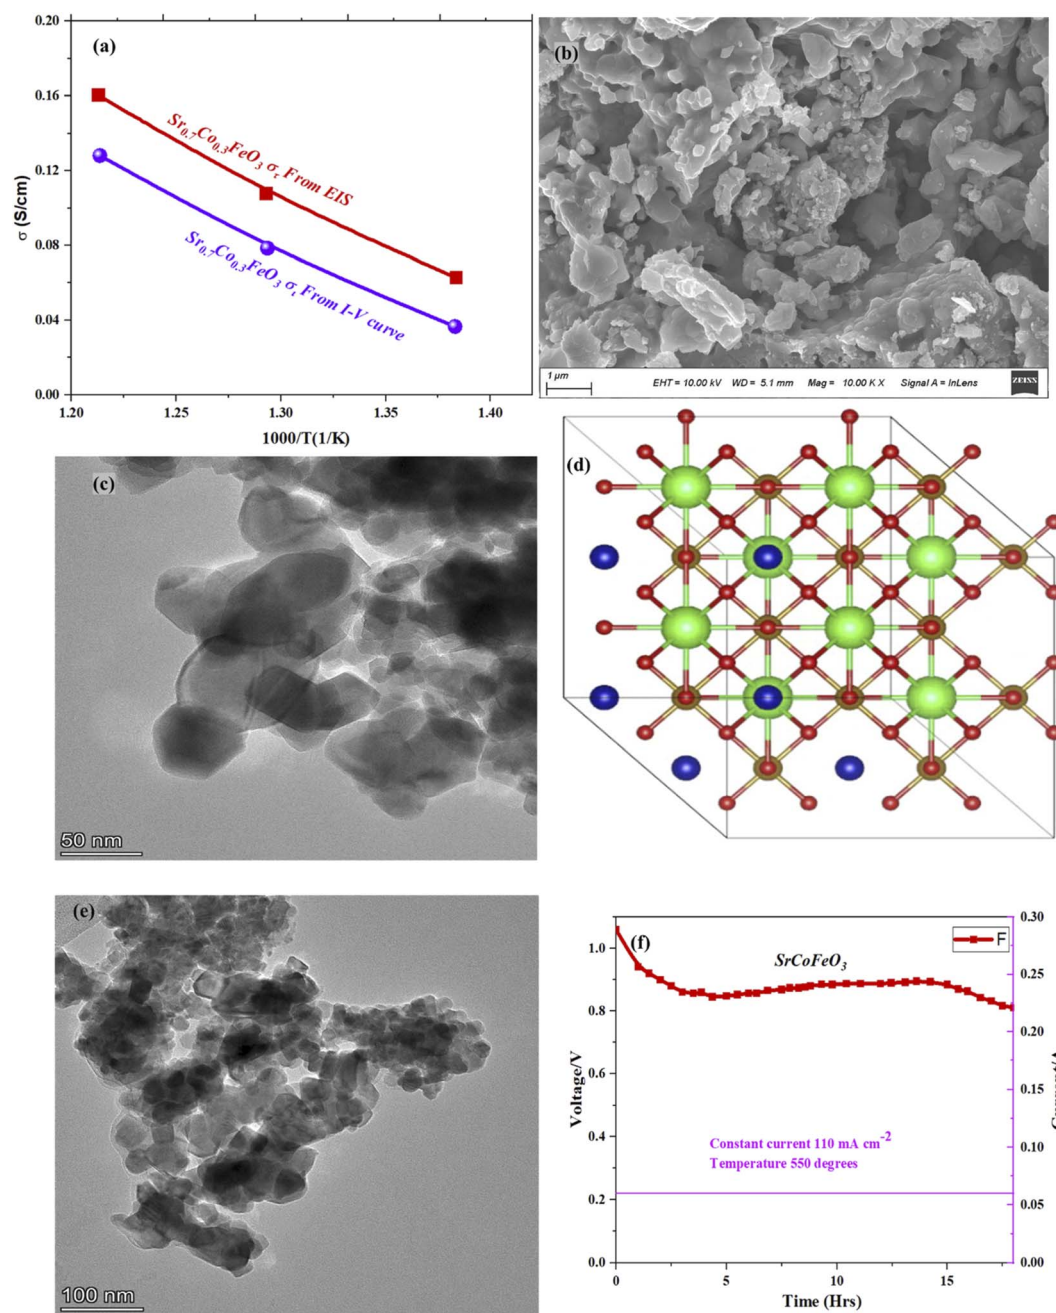 (a)
0.20
0.16
0.12
0.08
0.04
0.00
σ (S/cm)
Sr0.7Co0.3FeO3 στ From EIS
Sr0.7Co0.3FeO3 σt From I-V curve
1.20 1.25 1.30 1.35 1.40
1000/T(1/K)
(b)
1 µm
EHT = 10.00 kV WD = 5.1 mm Mag = 10.00 K X Signal A = InLens
ZEISS
(c)
50 nm
(d)
(e)
100 nm
(f)
F
SrCoFeO3
1.0
0.8
0.6
0.4
0.2
0.0
Voltage/V
0.30
0.25
0.20
0.15
0.10
0.05
0.00
Constant current 110 mA cm-2
Temperature 550 degrees
0 5 10 15
Time (Hrs)